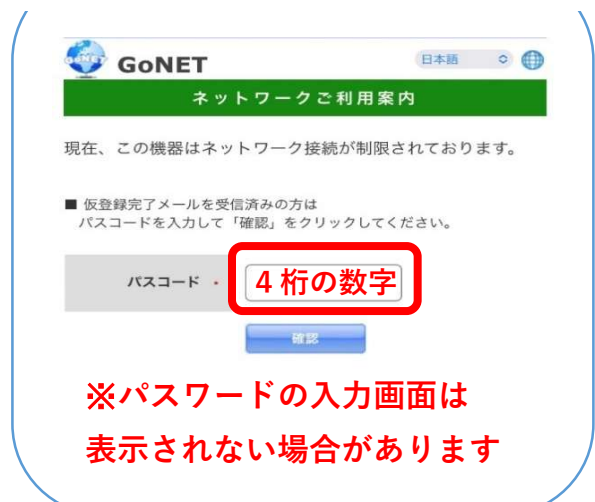 GoNET
日本語
ネットワークご利用案内
現在、この機器はネットワーク接続が制限されております。
■ 仮登録完了メールを受信済みの方は
パスコードを入力して「確認」をクリックしてください。
パスコード ・
4桁の数字
確認
※パスワードの入力画面は
表示されない場合があります